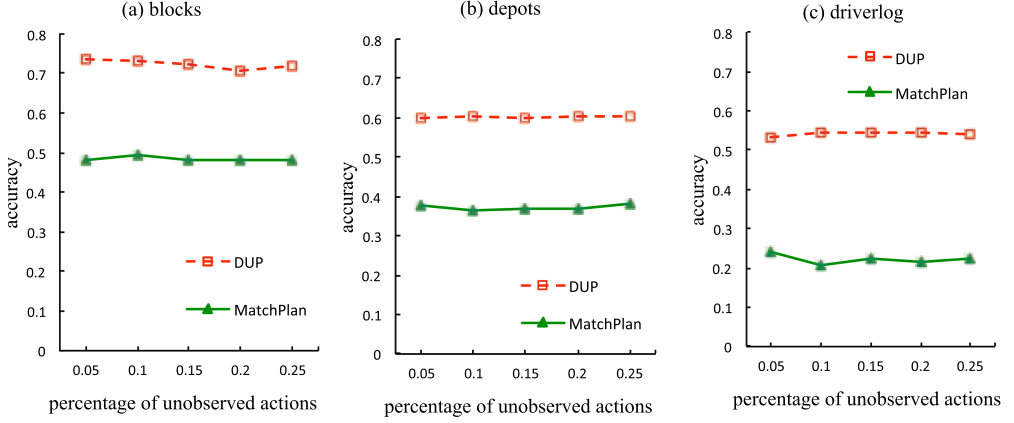 (a) blocks
0.8
0.7
0.6
0.5
0.4
0.3
0.2
0.1
0
accuracy
DUP
MatchPlan
0.05 0.1 0.15 0.2 0.25
percentage of unobserved actions
(b) depots
0.8
0.7
0.6
0.5
0.4
0.3
0.2
0.1
0
accuracy
DUP
MatchPlan
0.05 0.1 0.15 0.2 0.25
percentage of unobserved actions
(c) driverlog
0.8
0.7
0.6
0.5
0.4
0.3
0.2
0.1
0
accuracy
DUP
MatchPlan
0.05 0.1 0.15 0.2 0.25
percentage of unobserved actions